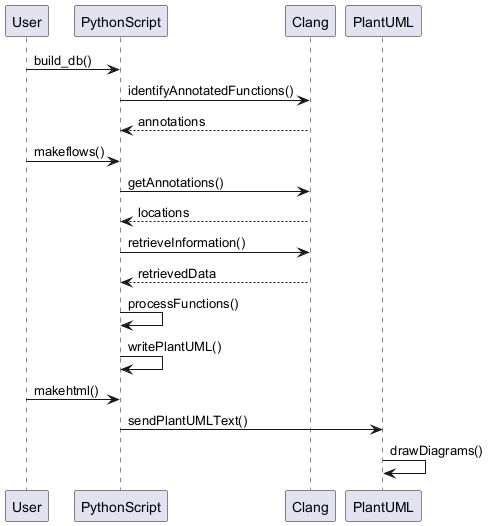 User PythonScript Clang PlantUML
build_db()
identifyAnnotatedFunctions()
annotations
makeflows()
getAnnotations()
locations
retrieveInformation()
retrievedData
processFunctions()
writePlantUML()
makehtml()
sendPlantUMLText()
drawDiagrams()
User PythonScript Clang PlantUML